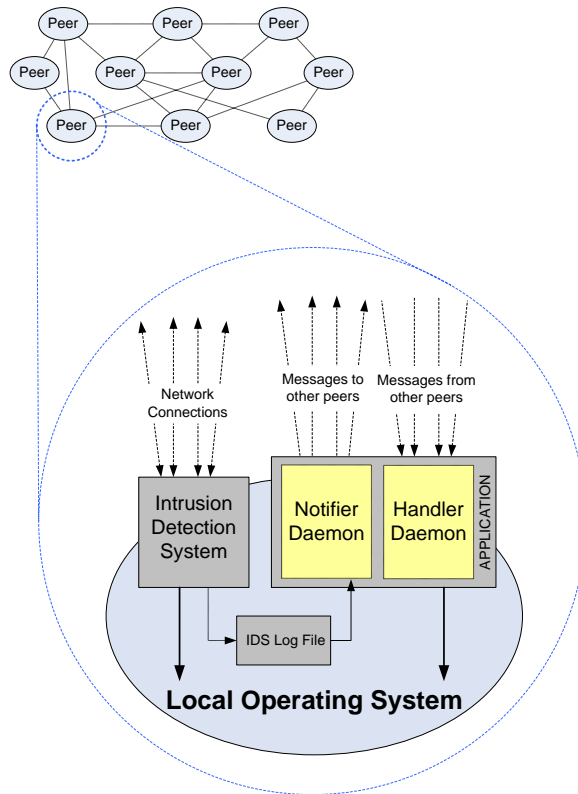 Peer
Peer
Peer
Peer
Peer
Peer
Peer
Peer
Peer
Peer
Network
Connections
Messages to
other peers
Messages from
other peers
Intrusion
Detection
System
Notifier
Daemon
Handler
Daemon
APPLICATION
IDS Log File
Local Operating System